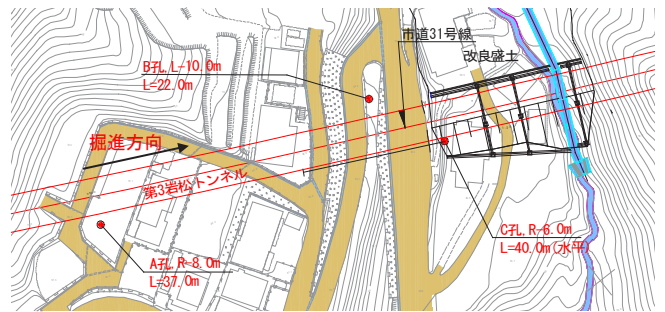 市道31号線
改良盛土
B孔,L-10.0m
L=22.0m
掘進方向
第3岩松トンネル
C孔,R-6.0m
L=40.0m(水平)
A孔,R-8.0m
L=37.0m